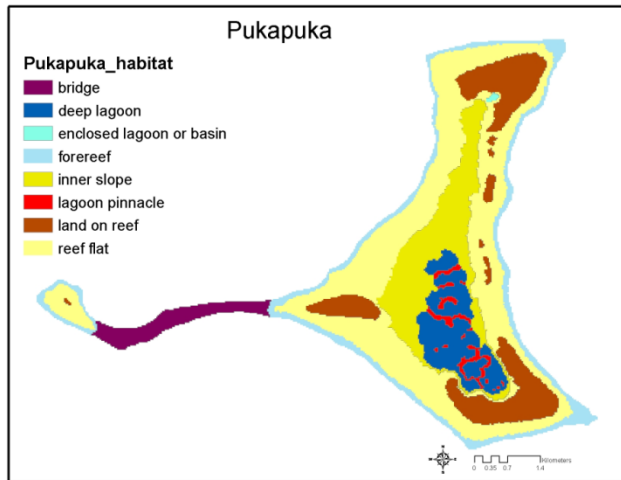 Pukapuka
Pukapuka_habitat
bridge
deep lagoon
enclosed lagoon or basin
forereef
inner slope
lagoon pinnacle
land on reef
reef flat
Kilometers
0 0.35 0.7 1.4